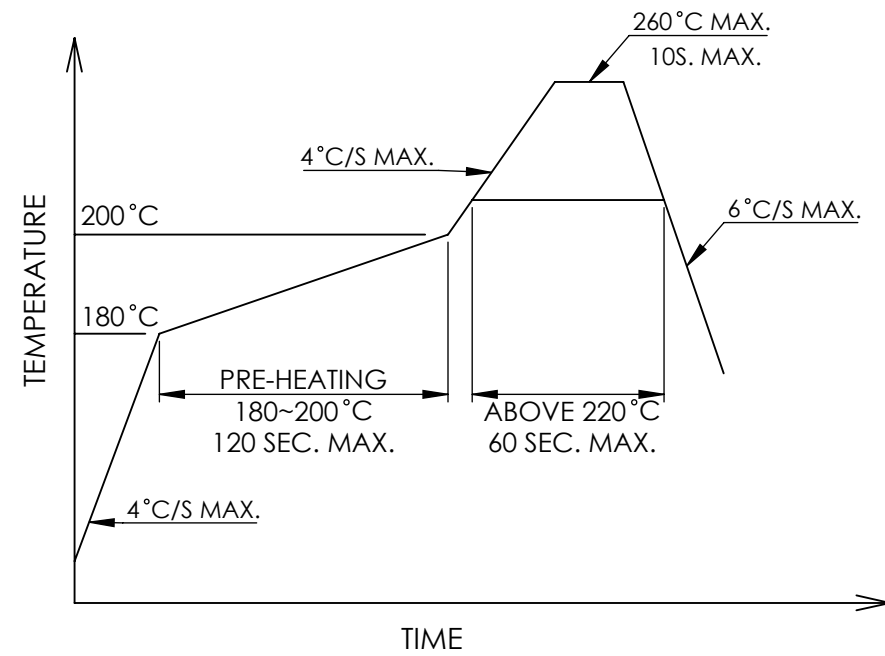 260°C MAX.
10S. MAX.
4°C/S MAX.
6°C/S MAX.
200°C
180°C
TEMPERATURE
PRE-HEATING
180~200°C
120 SEC. MAX.
ABOVE 220°C
60 SEC. MAX.
4°C/S MAX.
TIME